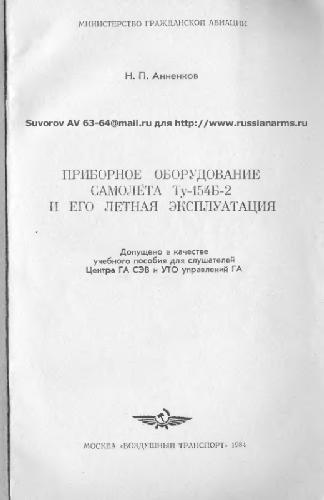 МИНИСТЕРСТВО ГРАЖДАНСКОЙ АВИАЦИИ
Н. П. Анненков
Suvorov AV 63-64@mail.ru для http://www.russianarms.ru
ПРИБОРНОЕ ОБОРУДОВАНИЕ
САМОЛЕТА Ту-154Б-2
И ЕГО ЛЕТНАЯ ЭКСПЛУАТАЦИЯ
Допущено в качестве
учебного пособия для слушателей
Центра ГА СЭВ и УТО управлений ГА
МОСКВА «ВОЗДУШНЫЙ ТРАНСПОРТ» 1984